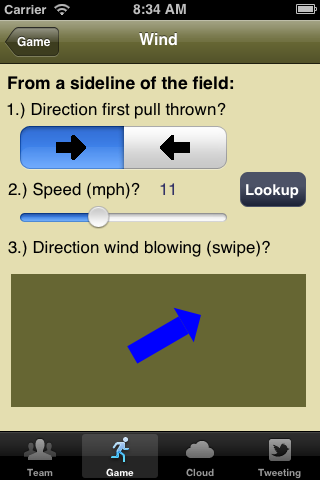 Carrier 8:34 AM
Game Wind
From a sideline of the field:
1.) Direction first pull thrown?
2.) Speed (mph)? 11 Lookup
3.) Direction wind blowing (swipe)?
Team Game Cloud Tweeting